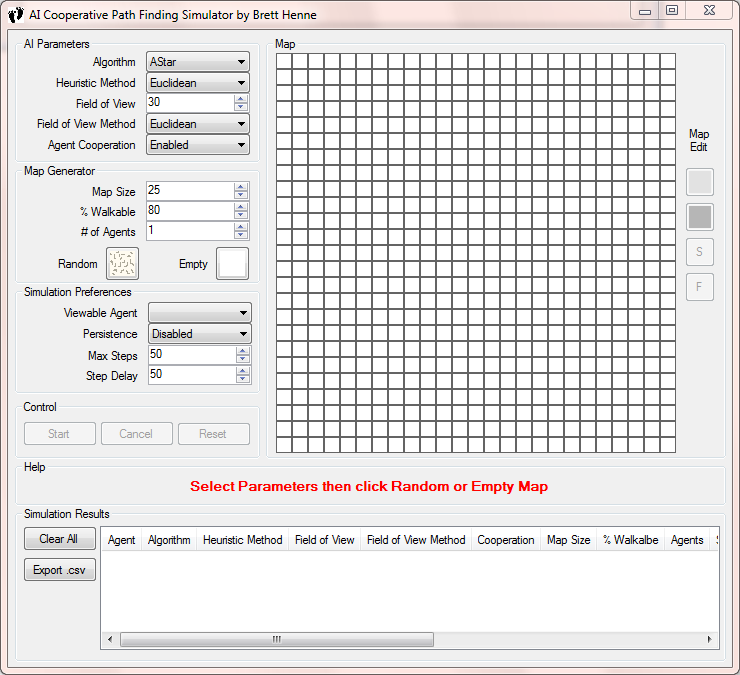 AI Cooperative Path Finding Simulator by Brett Henne
AI Parameters
Algorithm AStar
Heuristic Method Euclidean
Field of View 30
Field of View Method Euclidean
Agent Cooperation Enabled
Map Generator
Map Size 25
% Walkable 80
# of Agents 1
Random Empty
Simulation Preferences
Viewable Agent
Persistence Disabled
Max Steps 50
Step Delay 50
Control
Start Cancel Reset
Map
Map
Edit
S
F
Help
Select Parameters then click Random or Empty Map
Simulation Results
Clear All
Export .csv
Agent Algorithm Heuristic Method Field of View Field of View Method Cooperation Map Size % Walkalbe Agents